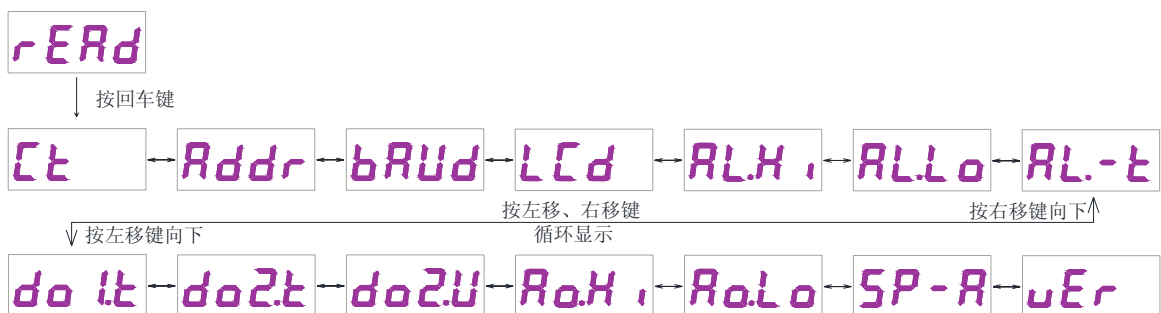 rEAd
按回车键
Ct Addr bAUd LCd AL.Hi AL.Lo AL.-t
按左移、右移键 按右移键向下
按左移键向下 循环显示
do1.t do2.t do2.U Ao.Hi Ao.Lo SP-A vEr